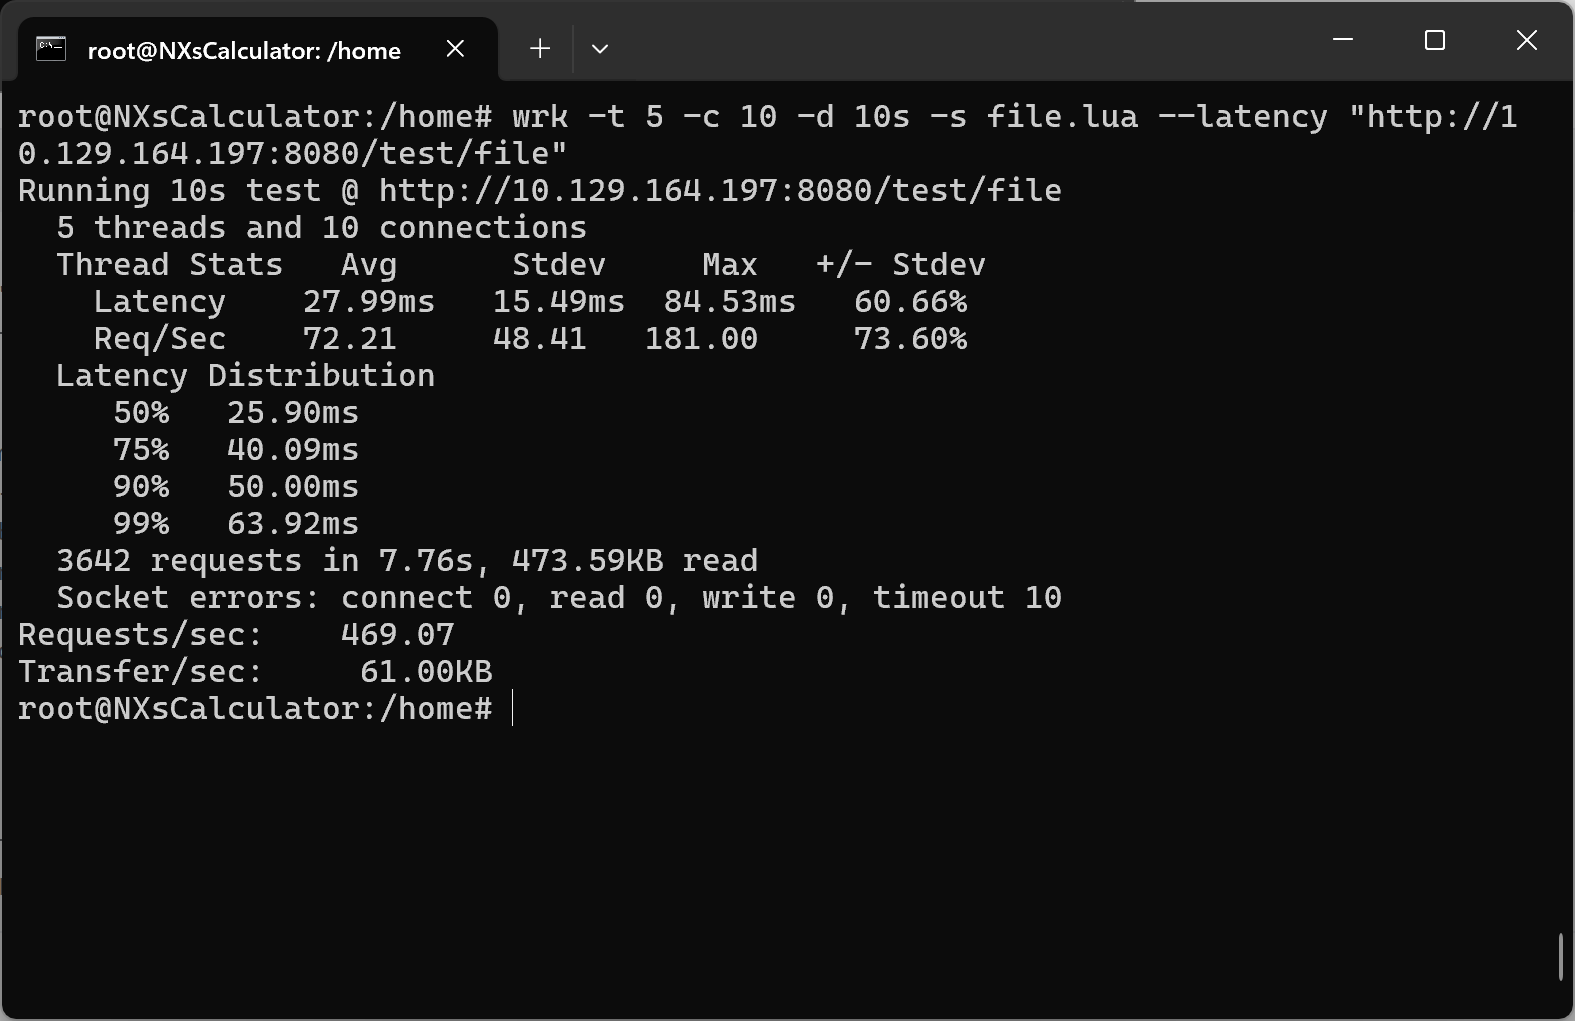 root@NXsCalculator: /home
root@NXsCalculator:/home# wrk -t 5 -c 10 -d 10s -s file.lua --latency "http://1
0.129.164.197:8080/test/file"
Running 10s test @ http://10.129.164.197:8080/test/file
  5 threads and 10 connections
  Thread Stats   Avg      Stdev     Max   +/- Stdev
    Latency    27.99ms   15.49ms  84.53ms   60.66%
    Req/Sec    72.21     48.41   181.00     73.60%
  Latency Distribution
     50%   25.90ms
     75%   40.09ms
     90%   50.00ms
     99%   63.92ms
  3642 requests in 7.76s, 473.59KB read
  Socket errors: connect 0, read 0, write 0, timeout 10
Requests/sec:    469.07
Transfer/sec:     61.00KB
root@NXsCalculator:/home#